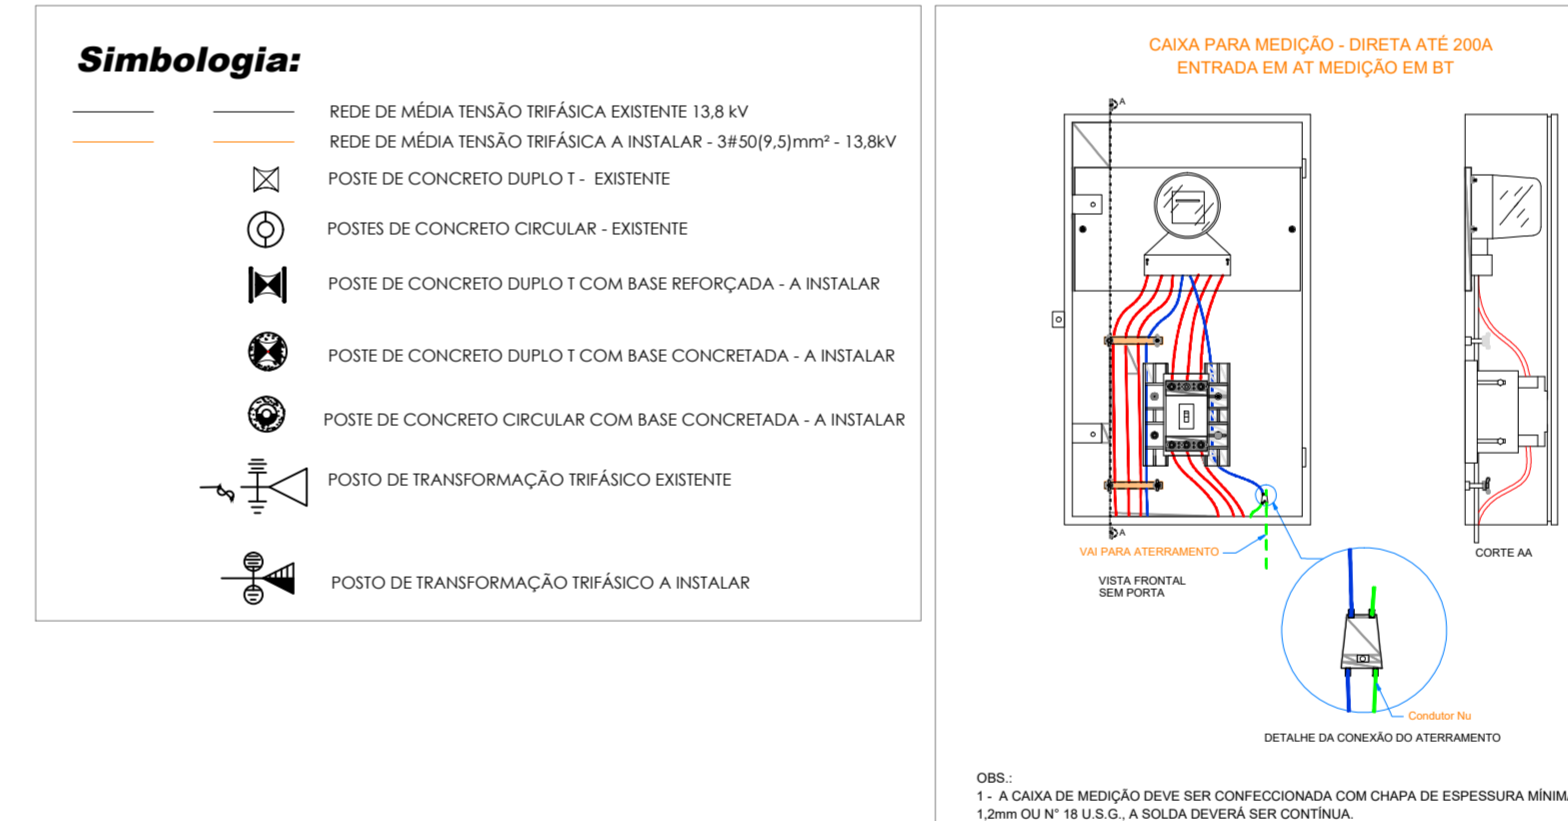 Simbologia:
REDE DE MÉDIA TENSÃO TRIFÁSICA EXISTENTE 13,8 kV
REDE DE MÉDIA TENSÃO TRIFÁSICA A INSTALAR - 3#50(9,5)mm² - 13,8kV
POSTE DE CONCRETO DUPLO T - EXISTENTE
POSTES DE CONCRETO CIRCULAR - EXISTENTE
POSTE DE CONCRETO DUPLO T COM BASE REFORÇADA - A INSTALAR
POSTE DE CONCRETO DUPLO T COM BASE CONCRETADA - A INSTALAR
POSTE DE CONCRETO CIRCULAR COM BASE CONCRETADA - A INSTALAR
POSTO DE TRANSFORMAÇÃO TRIFÁSICO EXISTENTE
POSTO DE TRANSFORMAÇÃO TRIFÁSICO A INSTALAR
CAIXA PARA MEDIÇÃO - DIRETA ATÉ 200A
ENTRADA EM AT MEDIÇÃO EM BT
A
A
VAI PARA ATERRAMENTO
VISTA FRONTAL
SEM PORTA
CORTE AA
Condutor Nu
DETALHE DA CONEXÃO DO ATERRAMENTO
OBS.:
1 - A CAIXA DE MEDIÇÃO DEVE SER CONFECCIONADA COM CHAPA DE ESPESSURA MÍNIMA
1,2mm OU N° 18 U.S.G., A SOLDA DEVERÁ SER CONTÍNUA.